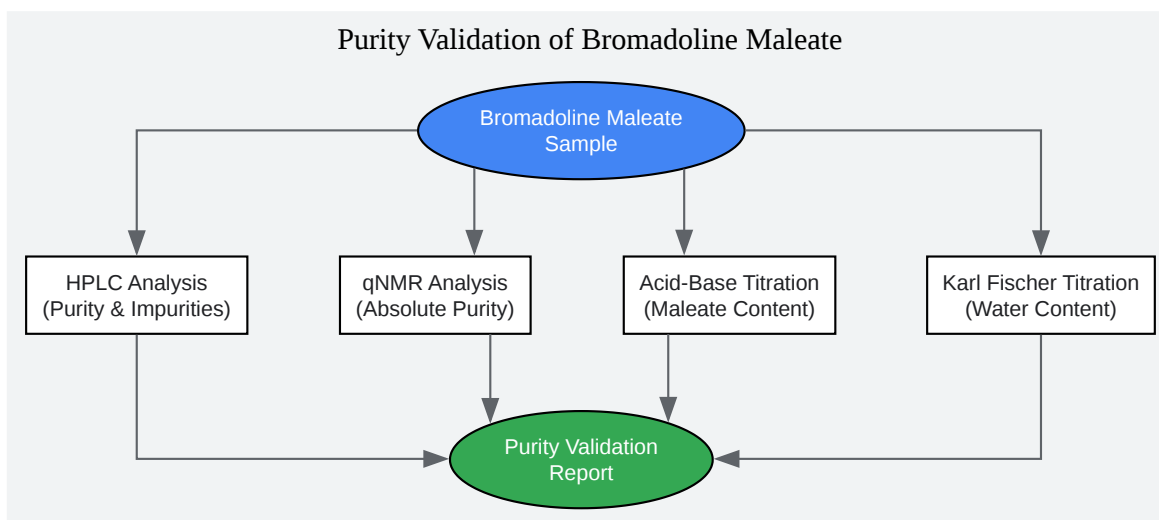 Purity Validation of Bromadoline Maleate
Bromadoline Maleate
Sample
HPLC Analysis
(Purity & Impurities)
qNMR Analysis
(Absolute Purity)
Acid-Base Titration
(Maleate Content)
Karl Fischer Titration
(Water Content)
Purity Validation
Report